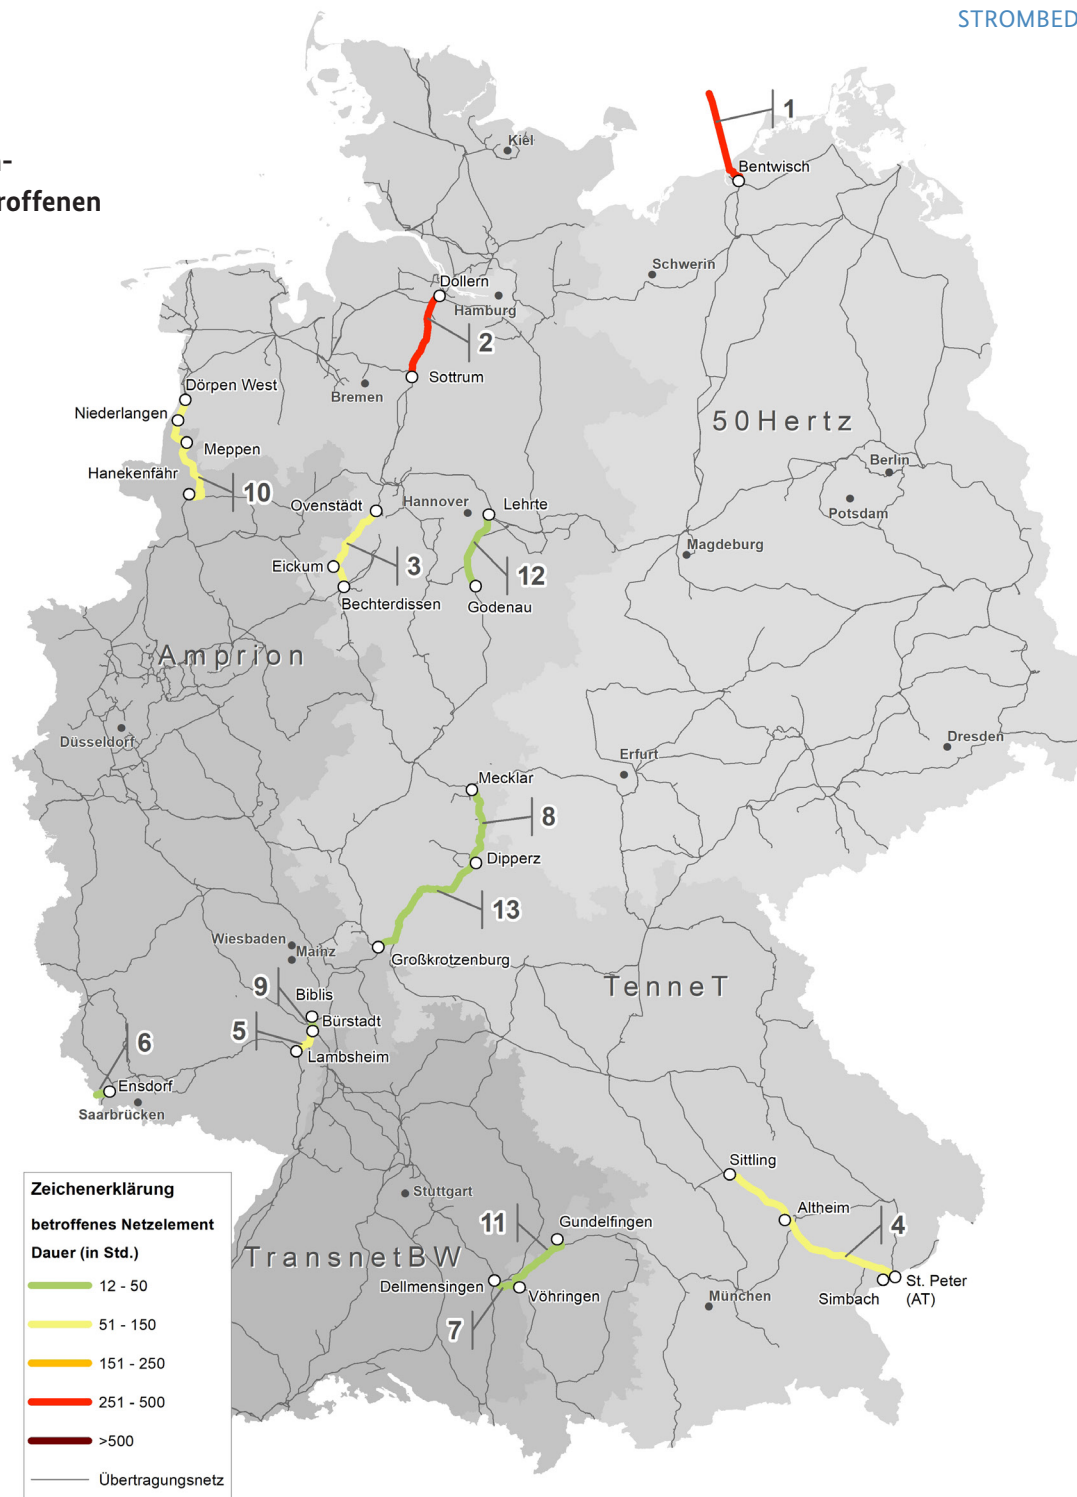 STROMBED
-
roffenen
1
Kiel
Bentwisch
Schwerin
Dollern
Hamburg
2
Sottrum
Bremen
Dörpen West
Niederlangen
Meppen
Hanekenfähr
10
50Hertz
Berlin
Potsdam
Magdeburg
Ovenstädt
Hannover
Lehrte
Eickum
3
12
Bechterdissen
Godenau
Amprion
Düsseldorf
Erfurt
Dresden
Mecklar
8
Dipperz
13
Wiesbaden
Mainz
Großkrotzenburg
TenneT
9
Biblis
5
Bürstadt
Lambsheim
6
Ensdorf
Saarbrücken
Sittling
Altheim
4
St. Peter
(AT)
Simbach
München
Stuttgart
11
Gundelfingen
TransnetBW
Dellmensingen
Vöhringen
7
Zeichenerklärung
betroffenes Netzelement
Dauer (in Std.)
12 - 50
51 - 150
151 - 250
251 - 500
>500
Übertragungsnetz